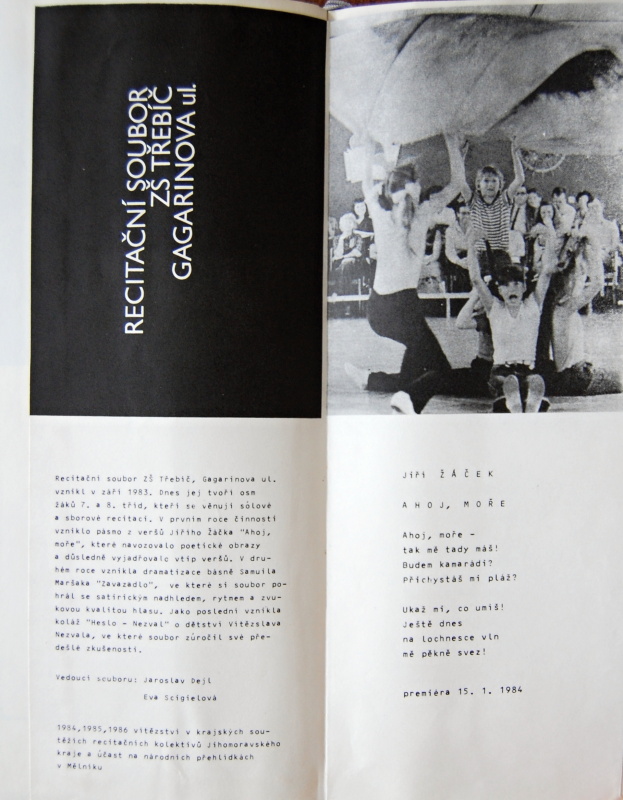 RECITAČNÍ SOUBOR
ZŠ TŘEBÍČ
GAGARINOVA ul.
Recitační soubor ZŠ Třebíč, Gagarinova ul.
vznikl v září 1983. Dnes jej tvoří osm
žáků 7. a 8. tříd, kteří se věnují sólové
a sborové recitaci. V prvním roce činnosti
vzniklo pásmo z veršů Jiřího Žáčka "Ahoj,
moře", které navozovalo poetické obrazy
a důsledně vyjadřovalo vtip veršů. V dru-
hém roce vznikla dramatizace básně Samuila
Maršaka "Zavazadlo", ve které si soubor po-
hrál se satirickým nadhledem, rytmem a zvu-
kovou kvalitou hlasu. Jako poslední vznikla
koláž "Heslo - Nezval" o dětství Vítězslava
Nezvala, ve které soubor zúročil své pře-
dešlé zkušenosti.
Vedoucí souboru: Jaroslav Dejl
Eva Scigielová
1984,1985,1986 vítězství v krajských sou-
těžích recitačních kolektivů Jihomoravského
kraje a účast na národních přehlídkách
v Mělníku
Jiří ŽÁČEK
AHOJ, MOŘE
Ahoj, moře -
tak mě tady máš!
Budem kamarádi?
Přichystáš mi pláž?
Ukaž mi, co umíš!
Ještě dnes
na lochnesce vln
mě pěkně svez!
premiéra 15. 1. 1984